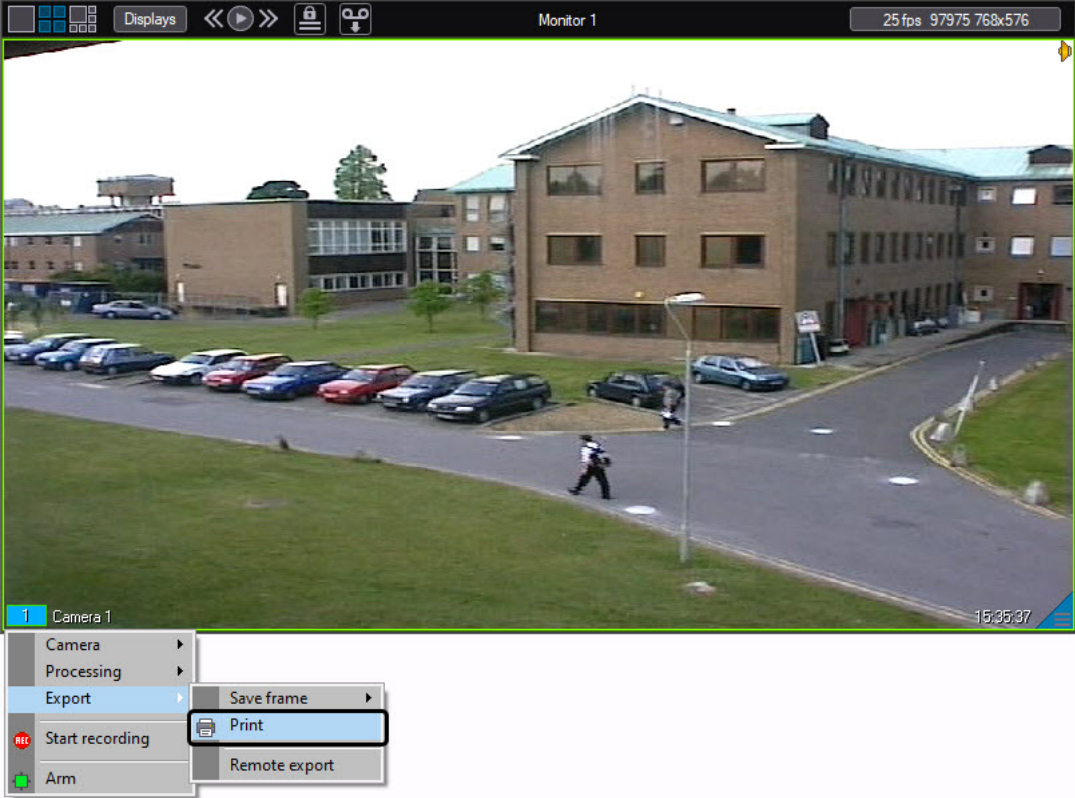 Displays
Monitor 1
25 fps 97975 768x576
1 Camera 1
15:35:37
Camera
Processing
Export
REC Start recording
Arm
Save frame
Print
Remote export